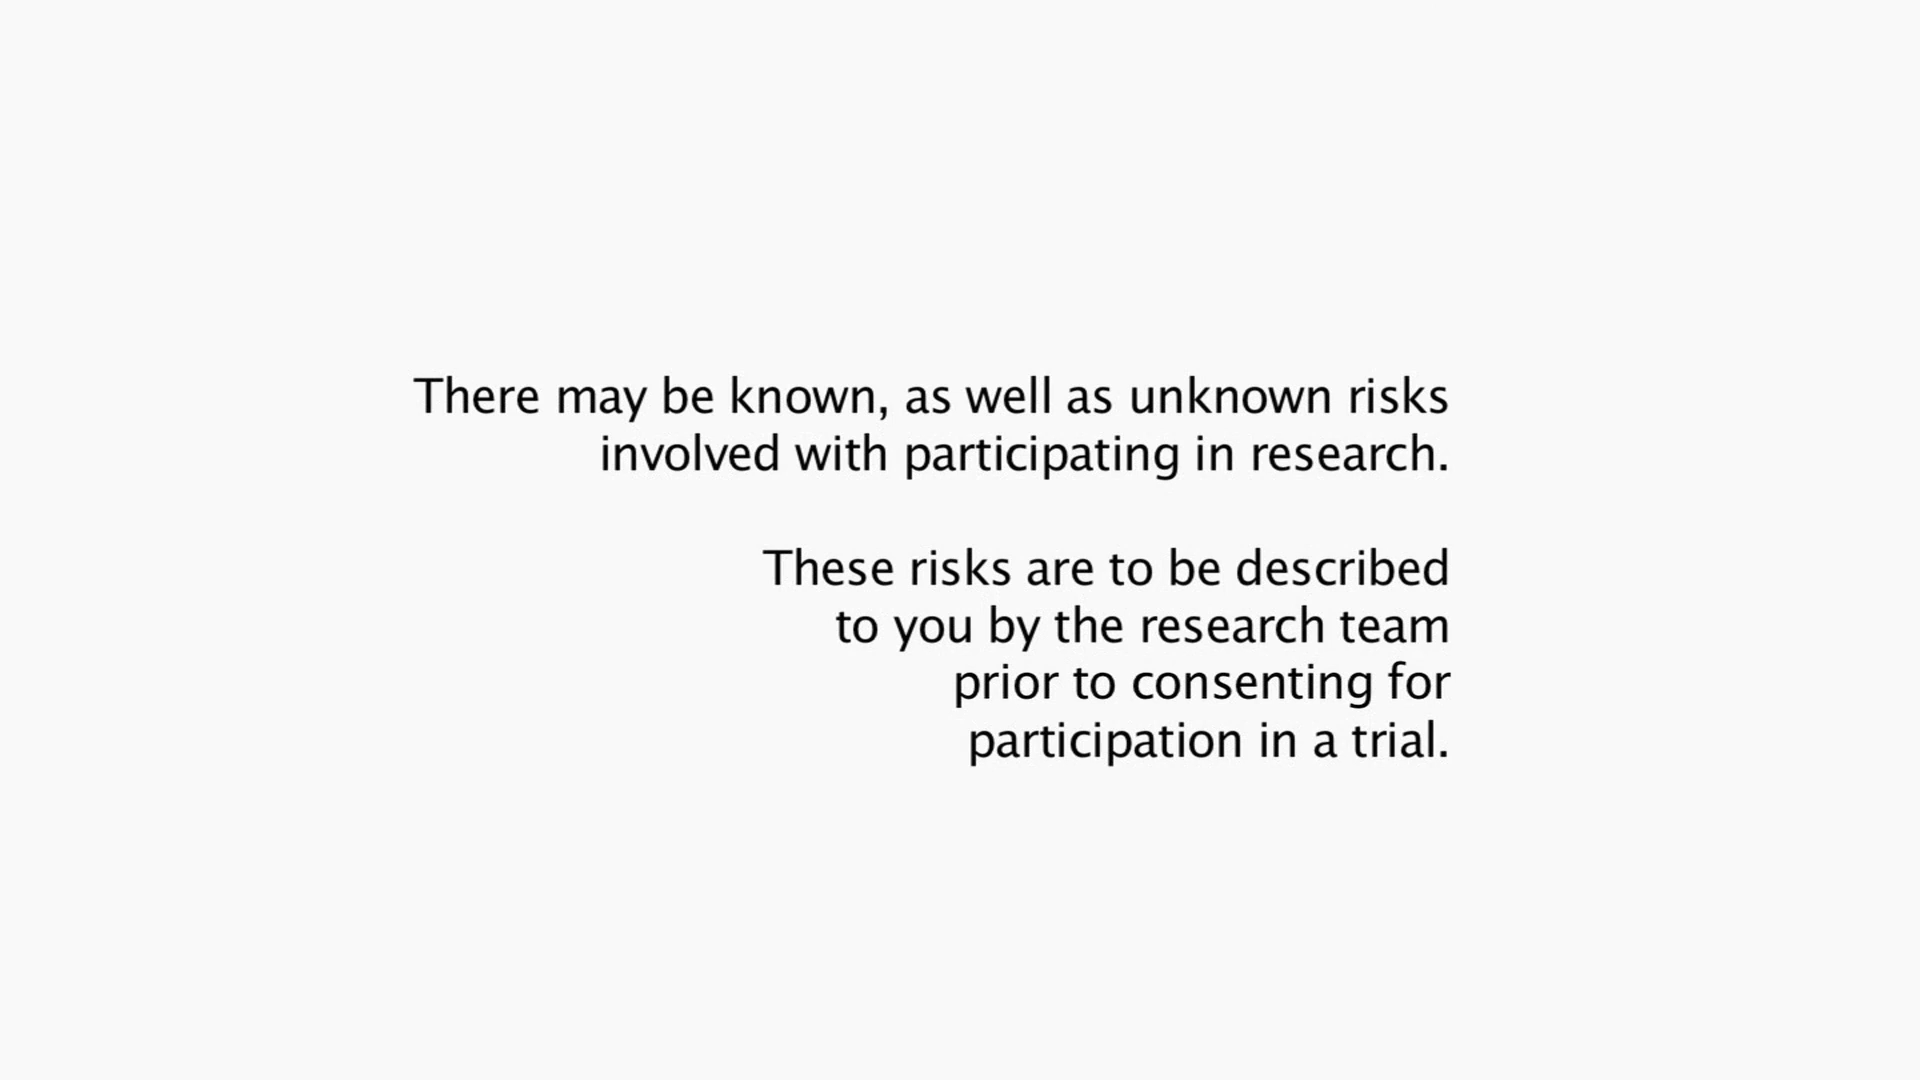 There may be known, as well as unknown risks
involved with participating in research.
These risks are to be described
to you by the research team
prior to consenting for
participation in a trial.